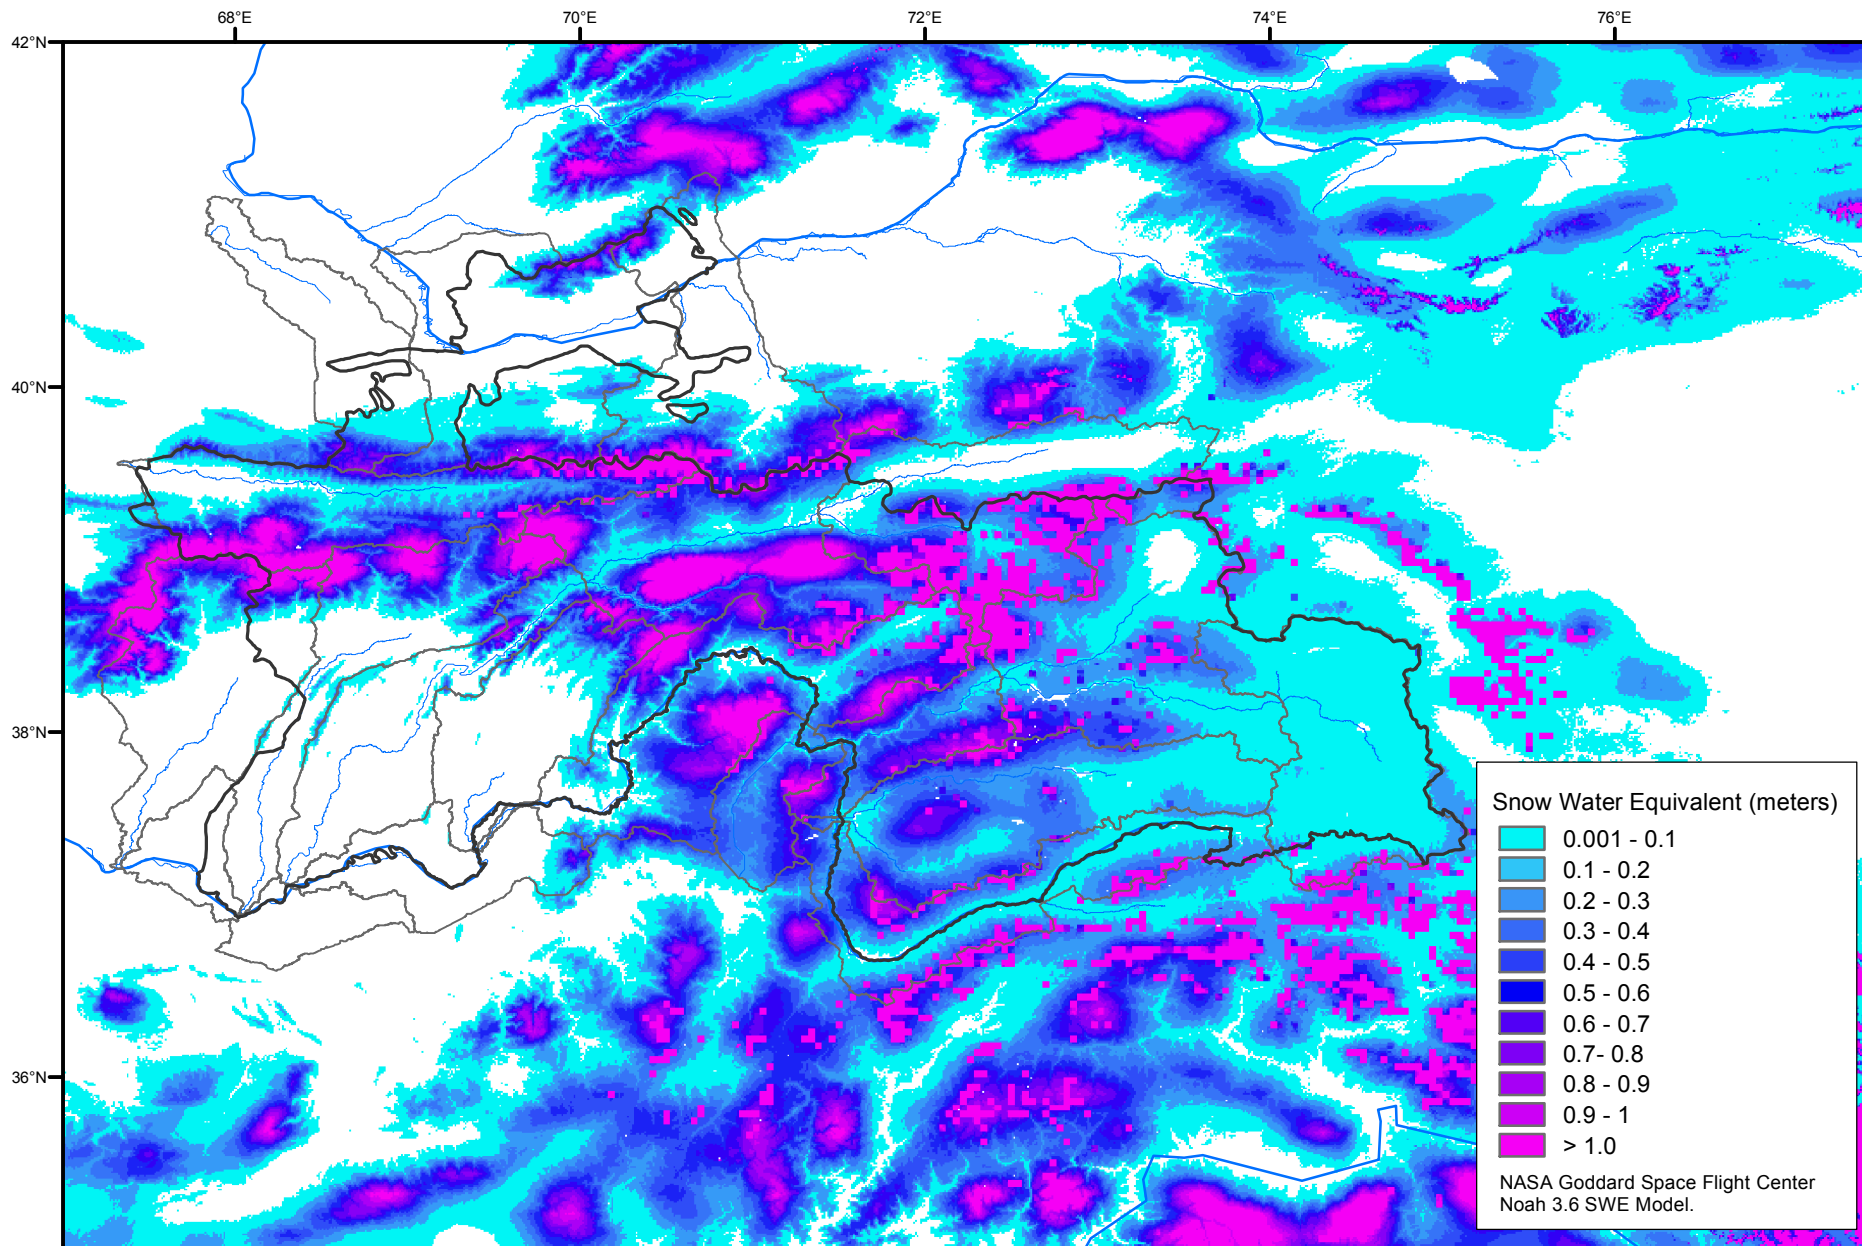 68°E
70°E
72°E
74°E
76°E
42°N
40°N
38°N
36°N
Snow Water Equivalent (meters)
0.001 - 0.1
0.1 - 0.2
0.2 - 0.3
0.3 - 0.4
0.4 - 0.5
0.5 - 0.6
0.6 - 0.7
0.7- 0.8
0.8 - 0.9
0.9 - 1
> 1.0
NASA Goddard Space Flight Center
Noah 3.6 SWE Model.